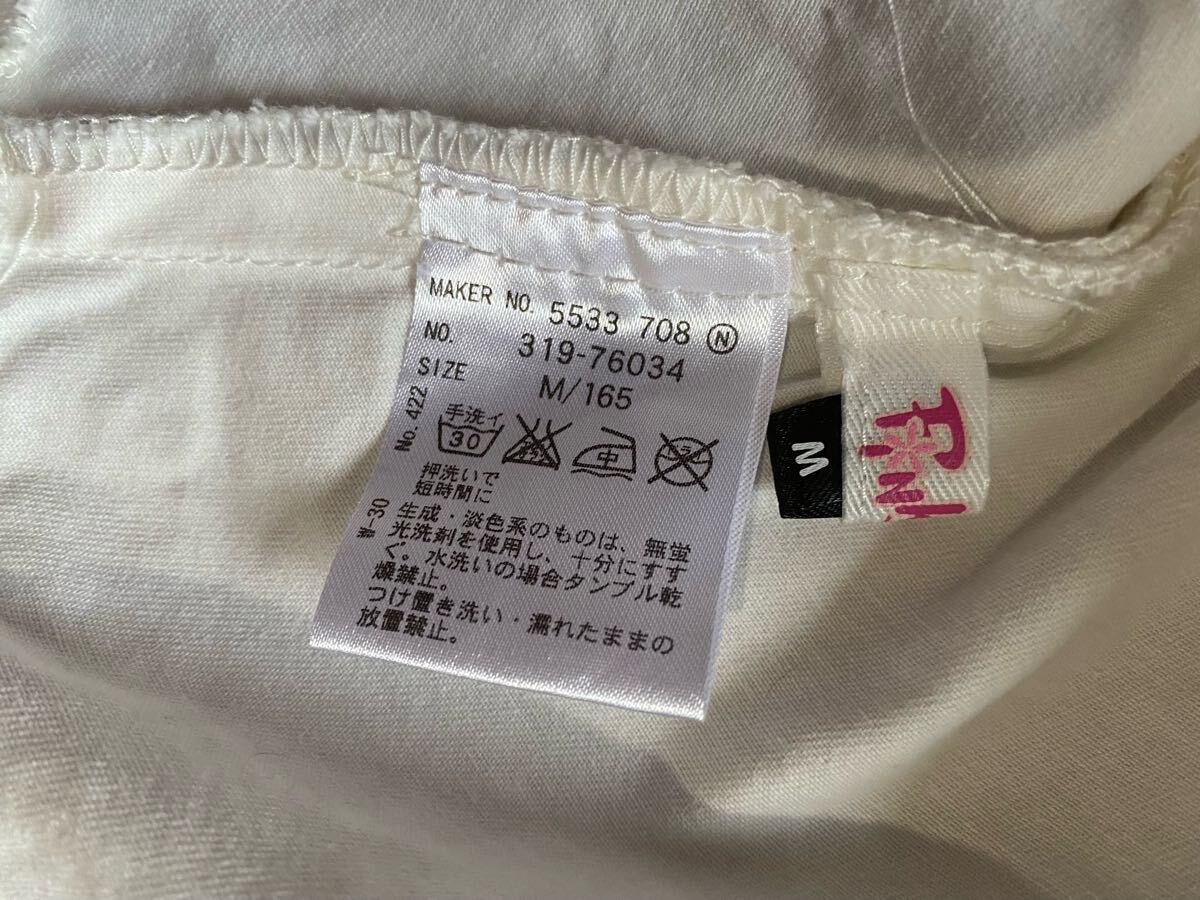 MAKER NO. 5533 708 Ⓝ
NO. 319-76034
SIZE M/165
No. 422
手洗イ
30
中
押洗いで
短時間に
W-30
生成・淡色系のものは、無蛍
光洗剤を使用し、十分にすす
ぐ。水洗いの場合タンブル乾
燥禁止。
つけ置き洗い・濡れたままの
放置禁止。
M